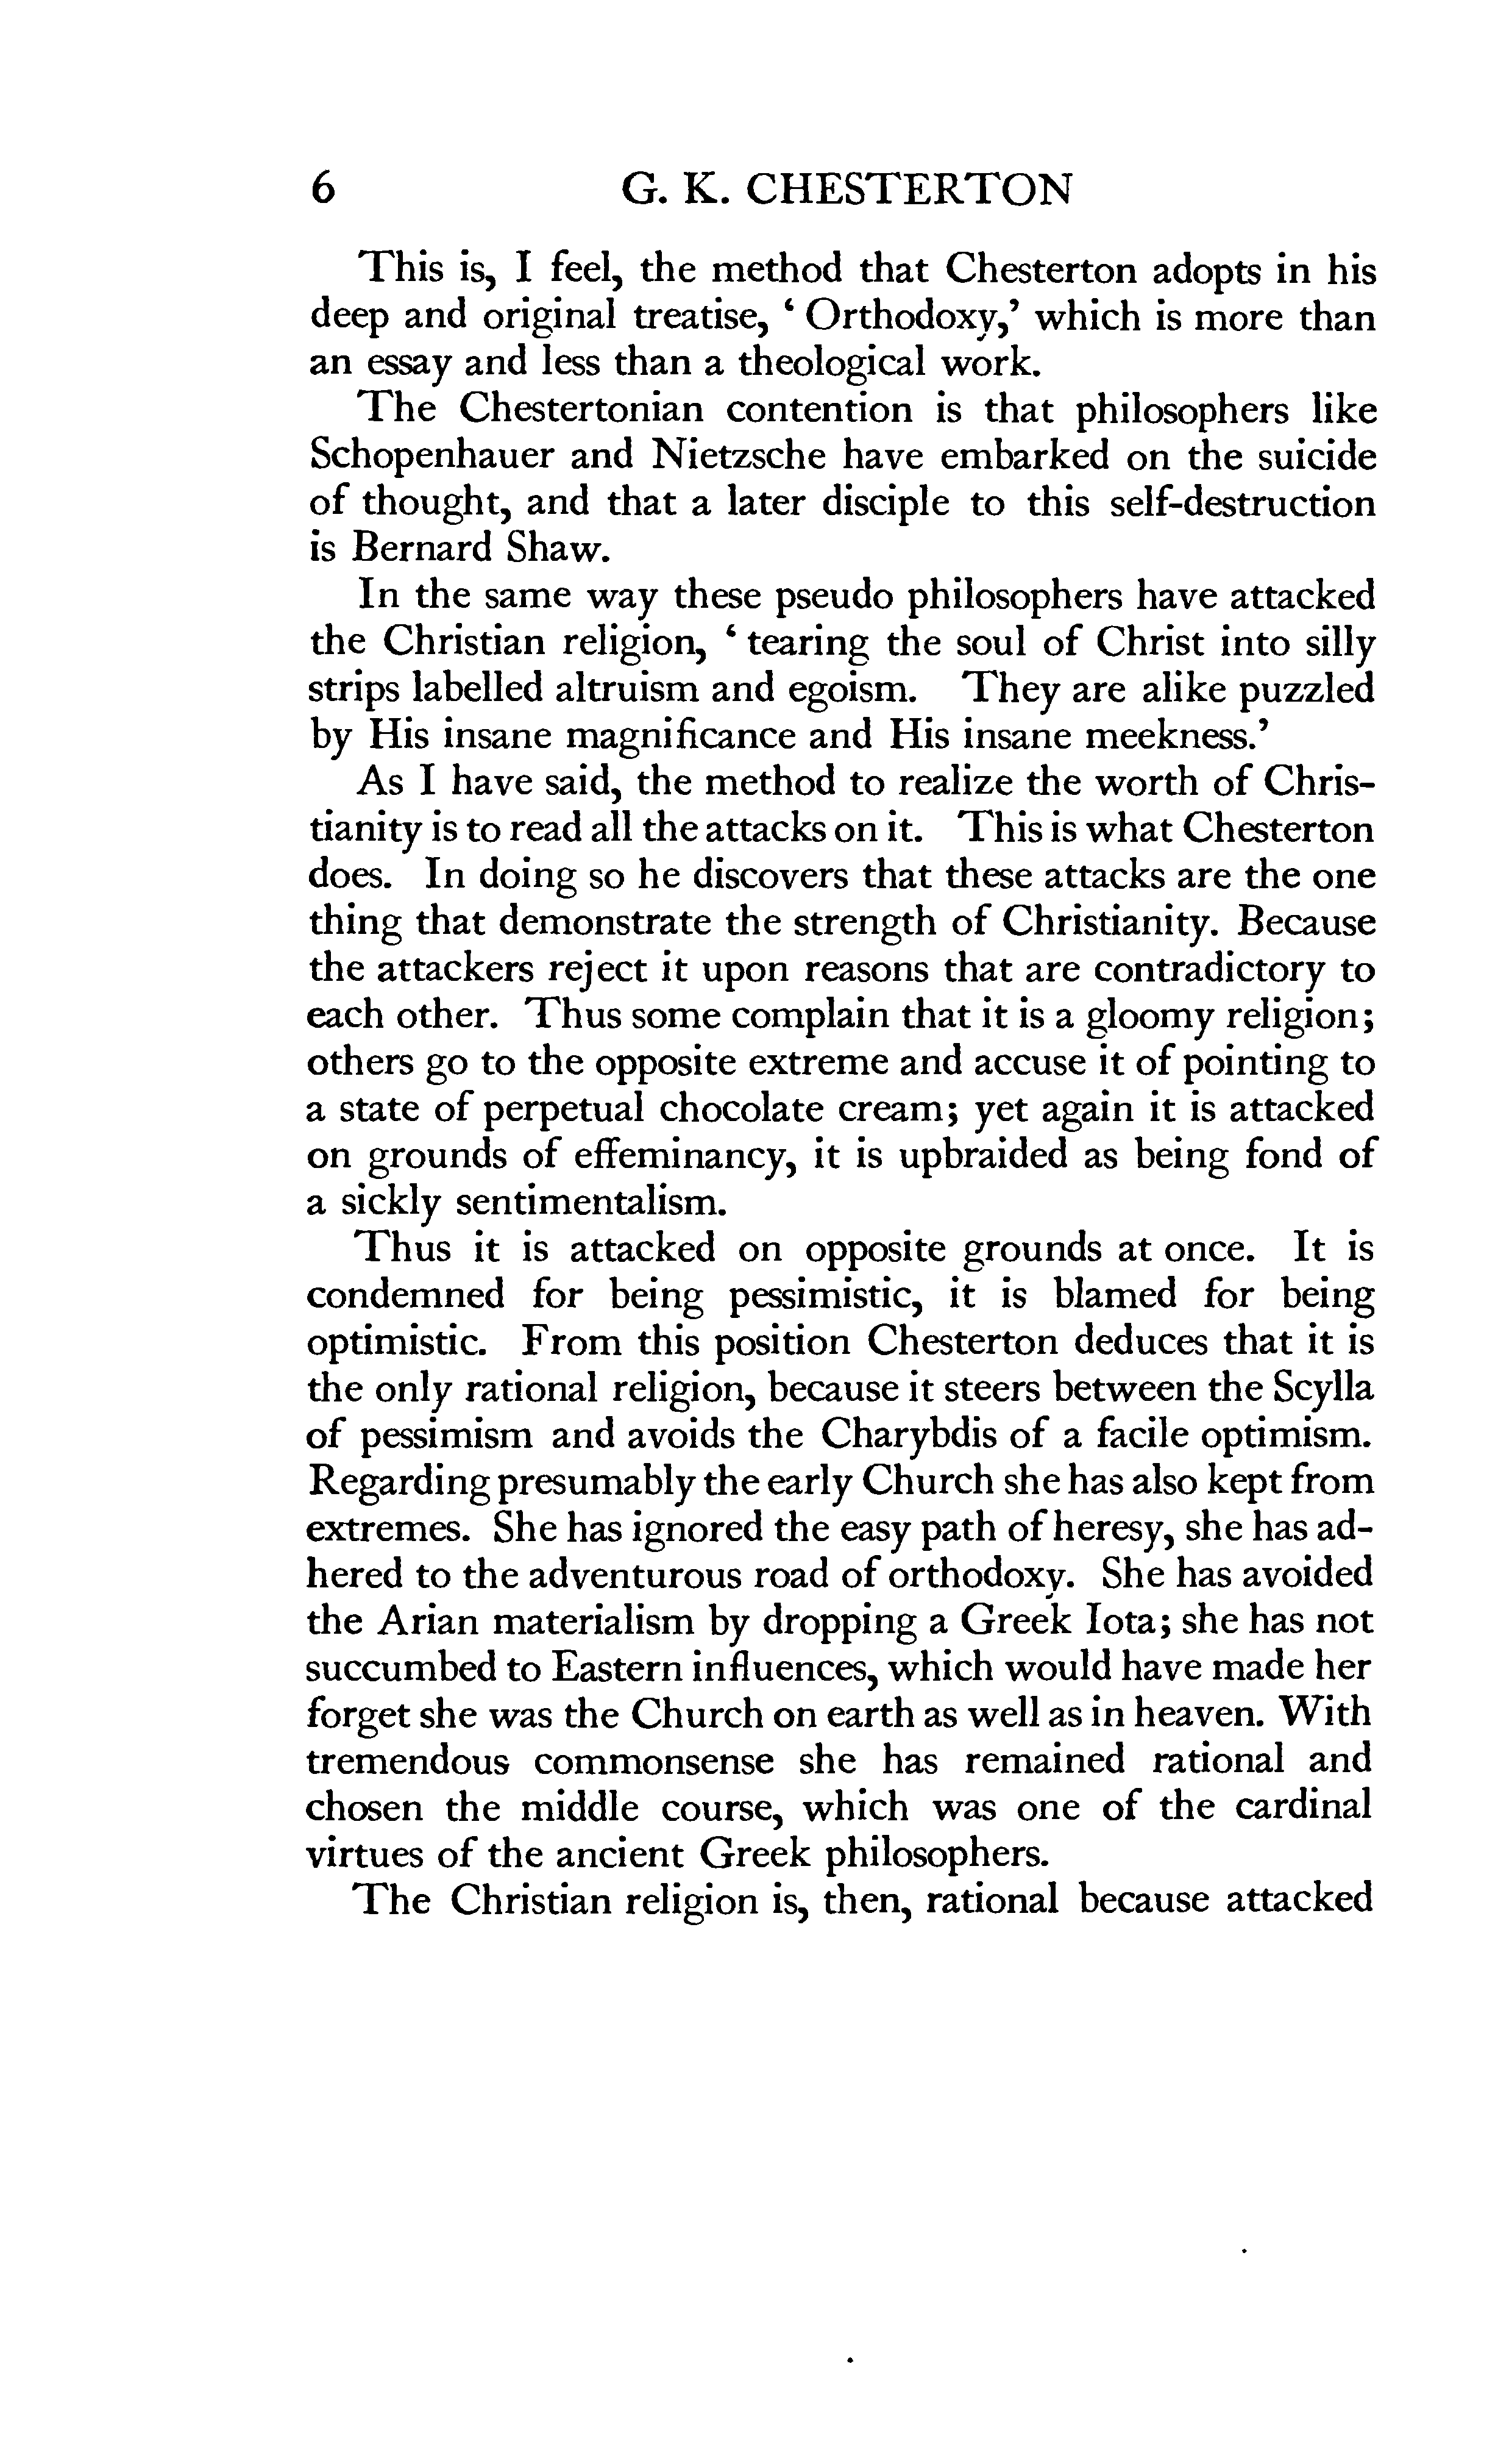 6 G. K. CHESTERTON
This is, I feel, the method that Chesterton adopts in his
deep and original treatise, ‘ Orthodoxy,’ which is more than
an essay and less than a theological work.
The Chestertonian contention is that philosophers like
Schopenhauer and Nietzsche have embarked on the suicide
of thought, and that a later disciple to this self-destruction
is Bernard Shaw.
In the same way these pseudo philosophers have attacked
the Christian religion, ‘ tearing the soul of Christ into silly
strips labelled altruism and egoism. They are alike puzzled
by His insane magnificance and His insane meekness.’
As I have said, the method to realize the worth of Chris-
tianity is to read all the attacks on it. This is what Chesterton
does. In doing so he discovers that these attacks are the one
thing that demonstrate the strength of Christianity. Because
the attackers reject it upon reasons that are contradictory to
each other. Thus some complain that it is a gloomy religion;
others go to the opposite extreme and accuse it of pointing to
a state of perpetual chocolate cream; yet again it is attacked
on grounds of effeminancy, it is upbraided as being fond of
a sickly sentimentalism.
Thus it is attacked on opposite grounds at once. It is
condemned for being pessimistic, it is blamed for being
optimistic. From this position Chesterton deduces that it is
the only rational religion, because it steers between the Scylla
of pessimism and avoids the Charybdis of a facile optimism.
Regarding presumably the early Church she has also kept from
extremes. She has ignored the easy path of heresy, she has ad-
hered to the adventurous road of orthodoxy. She has avoided
the Arian materialism by dropping a Greek Iota; she has not
succumbed to Eastern influences, which would have made her
forget she was the Church on earth as well as in heaven. With
tremendous commonsense she has remained rational and
chosen the middle course, which was one of the cardinal
virtues of the ancient Greek philosophers.
The Christian religion is, then, rational because attacked